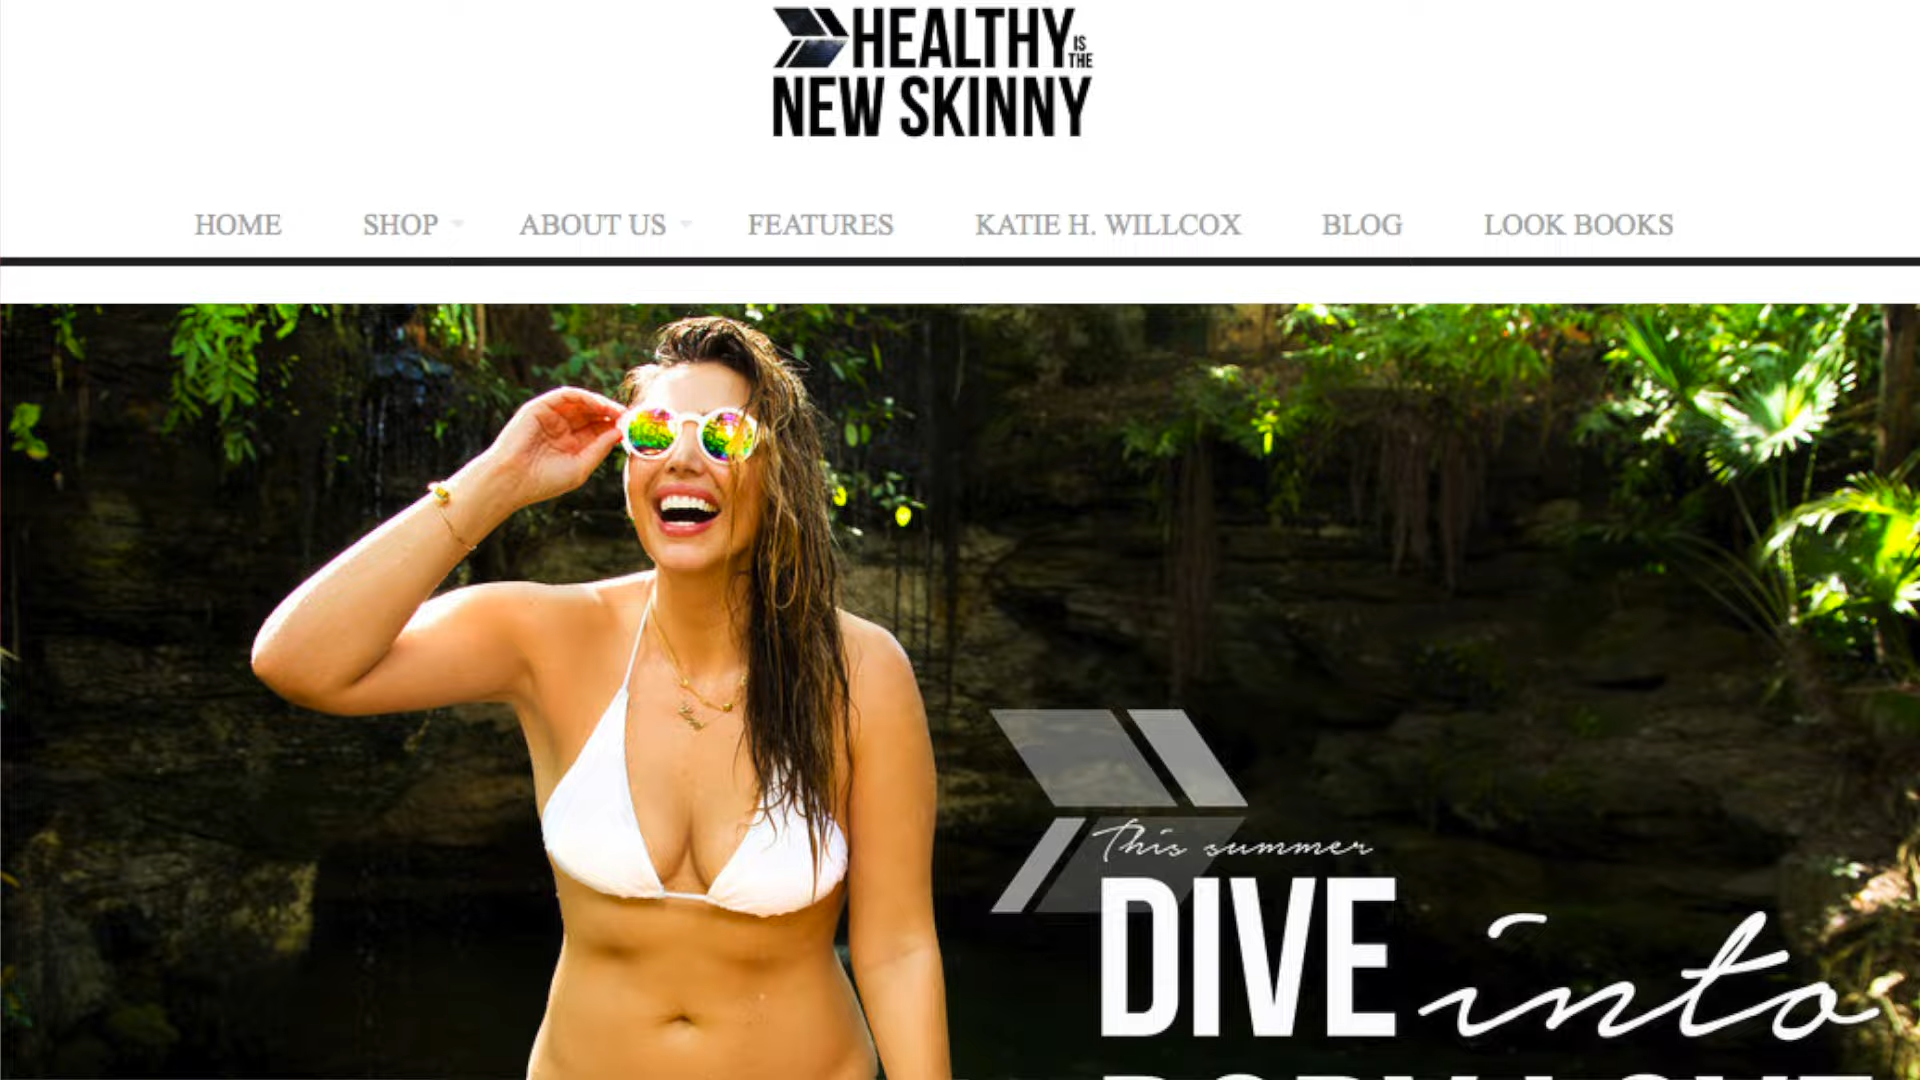 HEALTHY IS THE
NEW SKINNY
HOME SHOP ABOUT US FEATURES KATIE H. WILLCOX BLOG LOOK BOOKS
This summer
DIVE into